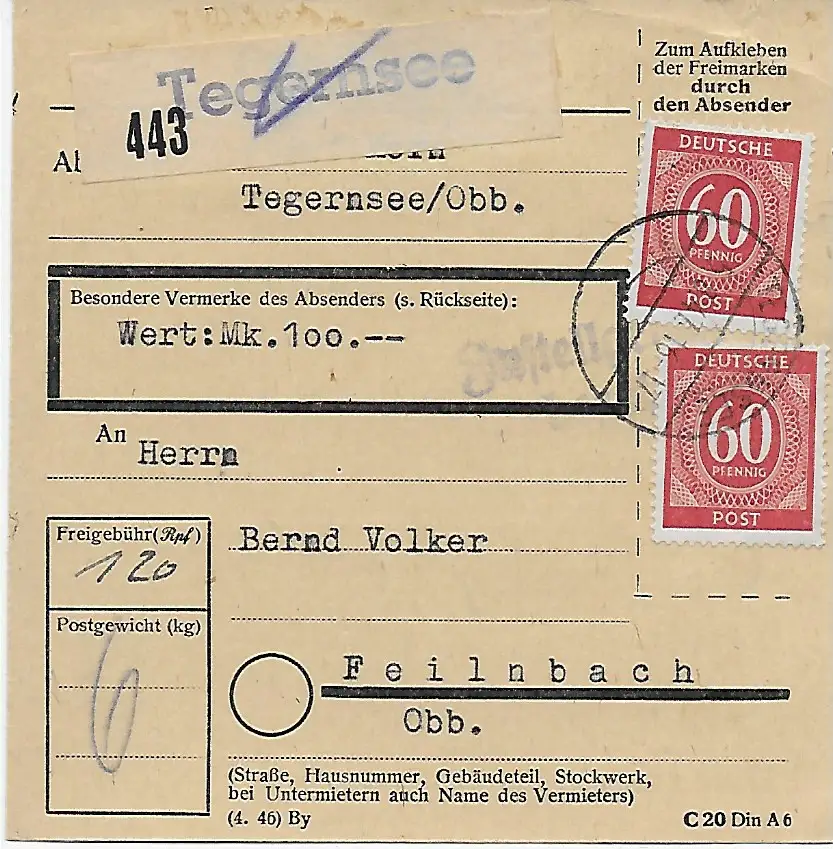 Tegernsee
443
Zum Aufkleben
der Freimarken
durch
den Absender
Tegernsee/Obb.
DEUTSCHE
60
PFENNIG
POST
Besondere Vermerke des Absenders (s. Rückseite):
Wert:Mk.100.--
DEUTSCHE
60
PFENNIG
POST
An
Herrn
Freigebühr(Rpf)
120
Bernd Volker
Postgewicht (kg)
6
Feilnbach
Obb.
(Straße, Hausnummer, Gebäudeteil, Stockwerk,
bei Untermietern auch Name des Vermieters)
(4. 46) By
C 20 Din A 6